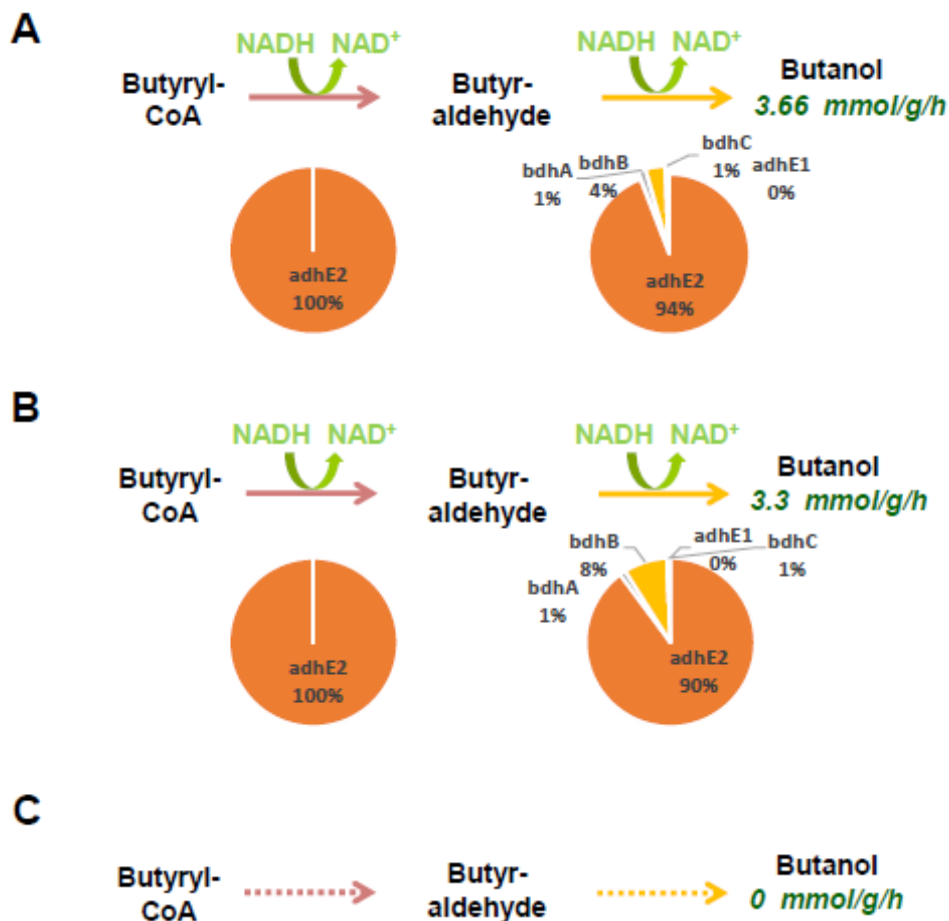 A
NADH NAD⁺ NADH NAD⁺
Butyryl-CoA
Butyr-aldehyde
Butanol
3.66 mmol/g/h
adhE2
100%
bdhA
1%
bdhB
4%
bdhC
1%
adhE1
0%
adhE2
94%
B
NADH NAD⁺ NADH NAD⁺
Butyryl-CoA
Butyr-aldehyde
Butanol
3.3 mmol/g/h
adhE2
100%
bdhA
1%
bdhB
8%
adhE1
0%
bdhC
1%
adhE2
90%
C
Butyryl-CoA
Butyr-aldehyde
Butanol
0 mmol/g/h